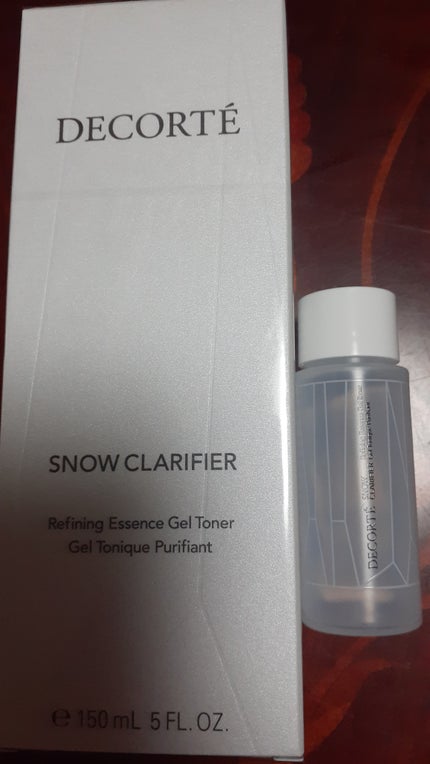 DECORTÉ
SNOW CLARIFIER
Refining Essence Gel Toner
Gel Tonique Purifiant
℮ 150 mL 5 FL. OZ.
DECORTÉ